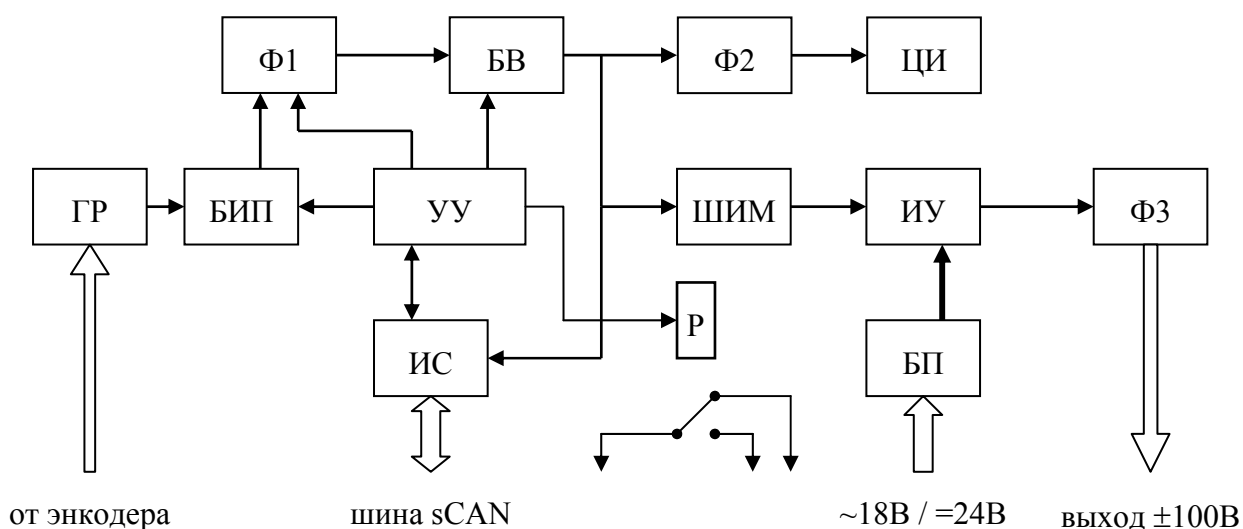 Ф1 БВ Ф2 ЦИ
ГР БИП УУ ШИМ ИУ Ф3
Р
ИС БП
от энкодера шина sCAN ~18В / =24В выход ±100В